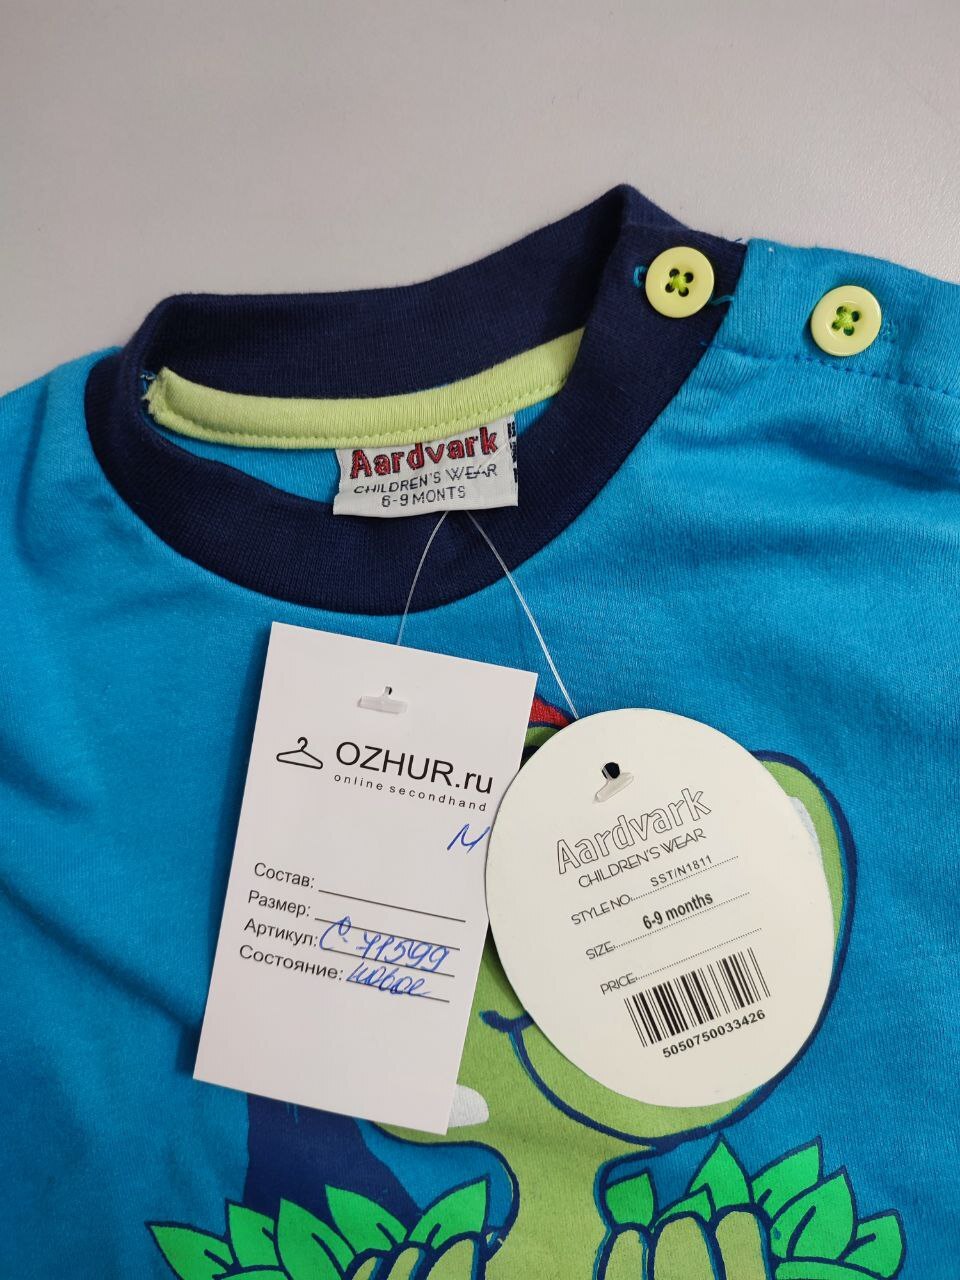 Aardvark
CHILDREN'S WEAR
6-9 MONTS
OZHUR.ru
online secondhand
М
Состав:
Размер:
Артикул: С-71599
Состояние: новое
Aardvark
CHILDREN'S WEAR
STYLE NO. SST/N1811
SIZE: 6-9 months
PRICE:
5050750033426